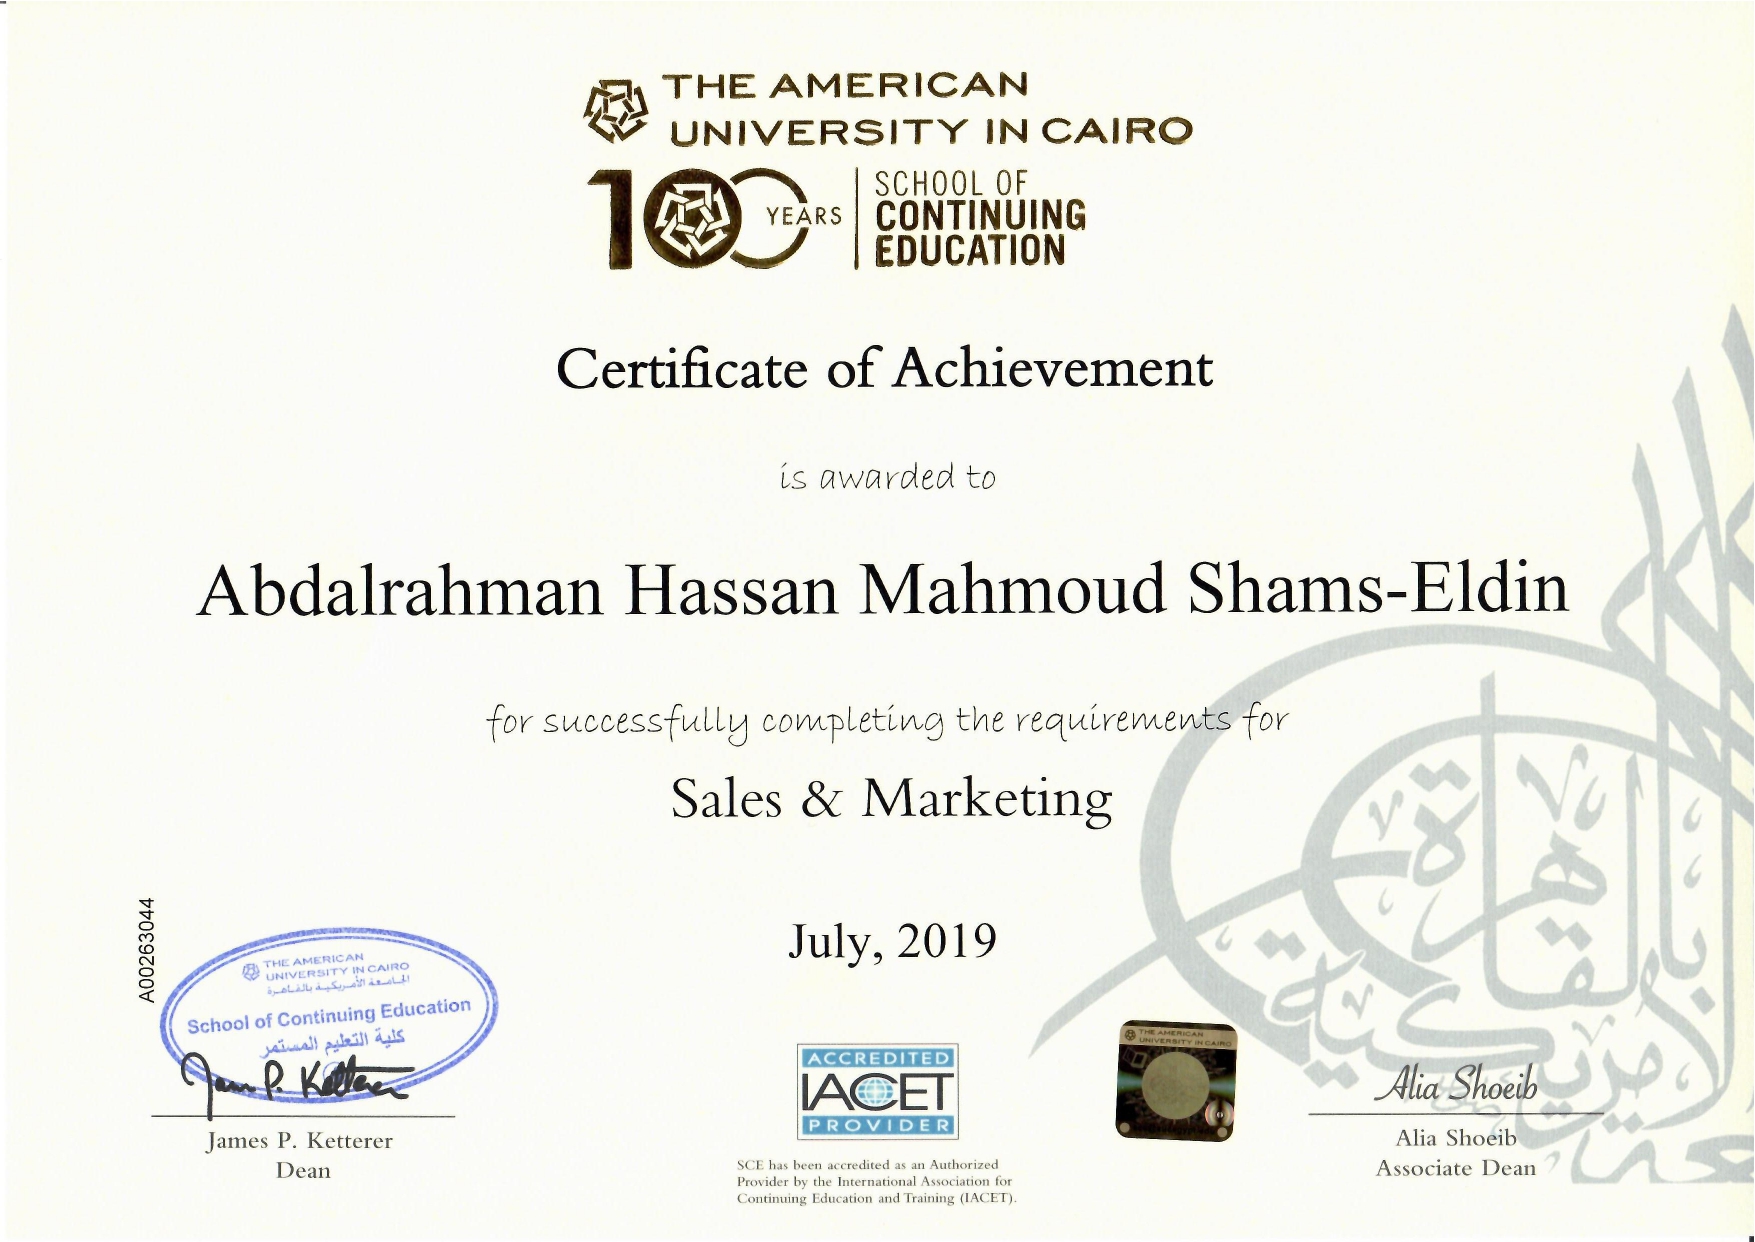 THE AMERICAN
UNIVERSITY IN CAIRO
100 YEARS
SCHOOL OF
CONTINUING
EDUCATION
Certificate of Achievement
is awarded to
Abdalrahman Hassan Mahmoud Shams-Eldin
for successfully completing the requirements for
Sales & Marketing
July, 2019
A00263044
THE AMERICAN
UNIVERSITY IN CAIRO
الجامعة الأمريكية بالقاهرة
School of Continuing Education
كلية التعليم المستمر
James P. Ketterer
James P. Ketterer
Dean
ACCREDITED
IACET
PROVIDER
SCE has been accredited as an Authorized
Provider by the International Association for
Continuing Education and Training (IACET).
THE AMERICAN
UNIVERSITY IN CAIRO
Alia Shoeib
Alia Shoeib
Associate Dean